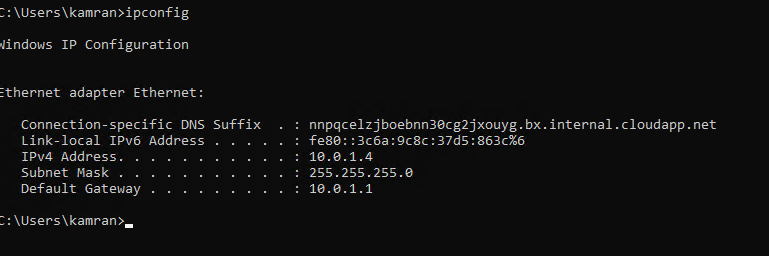 C:\Users\kamran>ipconfig
Windows IP Configuration
Ethernet adapter Ethernet:
Connection-specific DNS Suffix  . : nnpqcelzjboebnn30cg2jxouyg.bx.internal.cloudapp.net
Link-local IPv6 Address . . . . . : fe80::3c6a:9c8c:37d5:863c%6
IPv4 Address. . . . . . . . . . . : 10.0.1.4
Subnet Mask . . . . . . . . . . . : 255.255.255.0
Default Gateway . . . . . . . . . : 10.0.1.1
C:\Users\kamran>